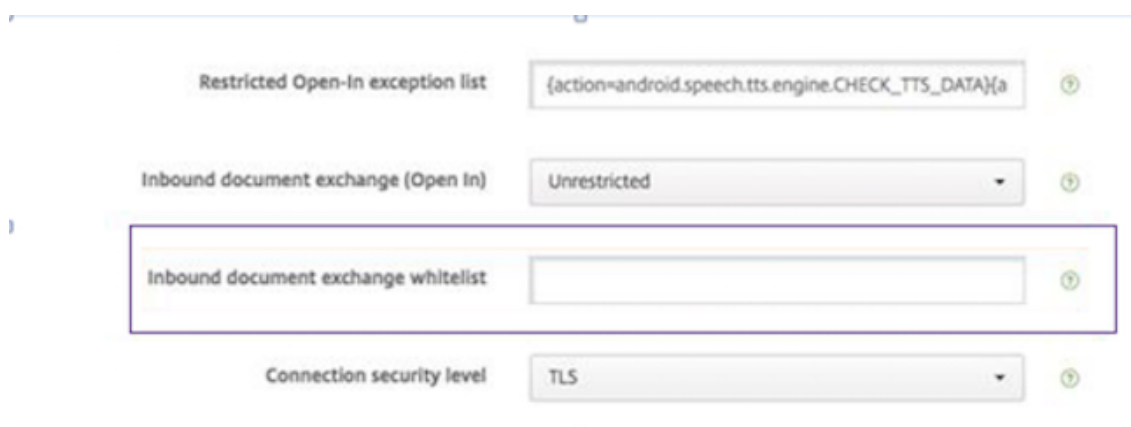 Restricted Open-In exception list {action=android.speech.tts.engine.CHECK_TTS_DATA}{a
Inbound document exchange (Open In) Unrestricted
Inbound document exchange whitelist
Connection security level TLS